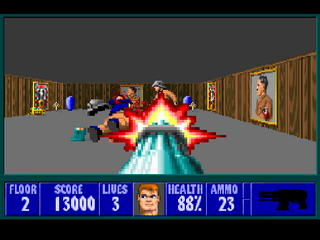 FLOOR SCORE LIVES HEALTH AMMO
2 13000 3 88% 23